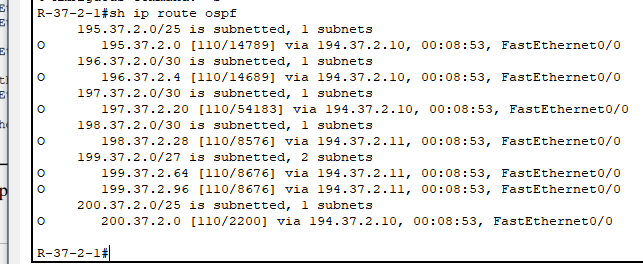 R-37-2-1#sh ip route ospf
195.37.2.0/25 is subnetted, 1 subnets
O 195.37.2.0 [110/14789] via 194.37.2.10, 00:08:53, FastEthernet0/0
196.37.2.0/30 is subnetted, 1 subnets
O 196.37.2.4 [110/14689] via 194.37.2.10, 00:08:53, FastEthernet0/0
197.37.2.0/30 is subnetted, 1 subnets
O 197.37.2.20 [110/54183] via 194.37.2.10, 00:08:53, FastEthernet0/0
198.37.2.0/30 is subnetted, 1 subnets
O 198.37.2.28 [110/8576] via 194.37.2.11, 00:08:53, FastEthernet0/0
199.37.2.0/27 is subnetted, 2 subnets
O 199.37.2.64 [110/8676] via 194.37.2.11, 00:08:53, FastEthernet0/0
O 199.37.2.96 [110/8676] via 194.37.2.11, 00:08:53, FastEthernet0/0
200.37.2.0/25 is subnetted, 1 subnets
O 200.37.2.0 [110/2200] via 194.37.2.10, 00:08:53, FastEthernet0/0
R-37-2-1#